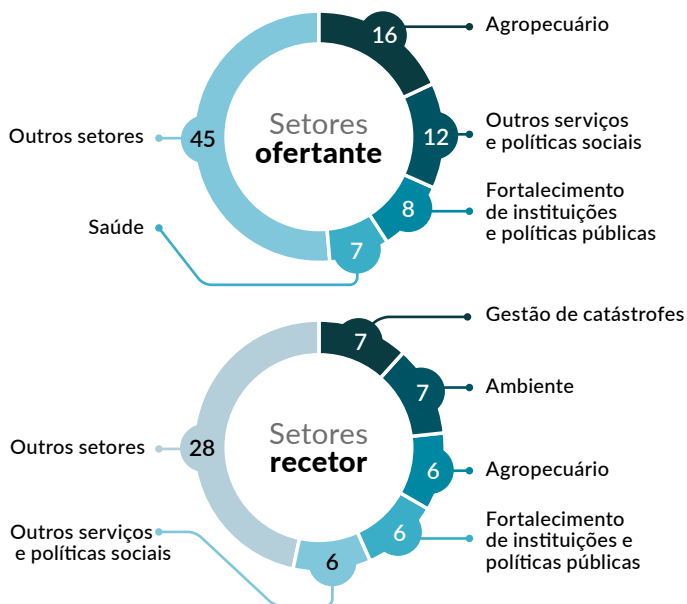 16
Agropecuário
Outros setores
45
Setores
ofertante
12
Outros serviços
e políticas sociais
8
Fortalecimento
de instituições
e políticas públicas
Saúde
7
7
Gestão de catástrofes
7
Ambiente
Outros setores
28
Setores
recetor
6
Agropecuário
6
Fortalecimento
de instituições e
políticas públicas
Outros serviços
e políticas sociais
6